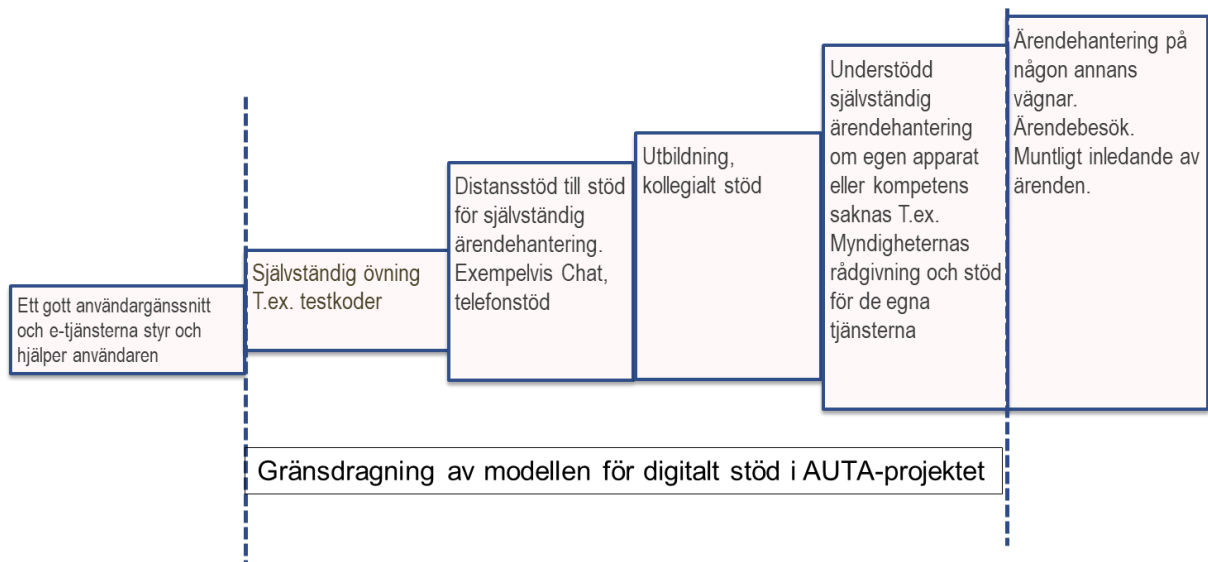 Ett gott användargänssnitt
och e-tjänsterna styr och
hjälper användaren
Självständig övning
T.ex. testkoder
Distansstöd till stöd
för självständig
ärendehantering.
Exempelvis Chat,
telefonstöd
Utbildning,
kollegialt stöd
Understödd
självständig
ärendehantering
om egen apparat
eller kompetens
saknas T.ex.
Myndigheternas
rådgivning och stöd
för de egna
tjänsterna
Ärendehantering på
någon annans
vägnar.
Ärendebesök.
Muntligt inledande av
ärenden.
Gränsdragning av modellen för digitalt stöd i AUTA-projektet